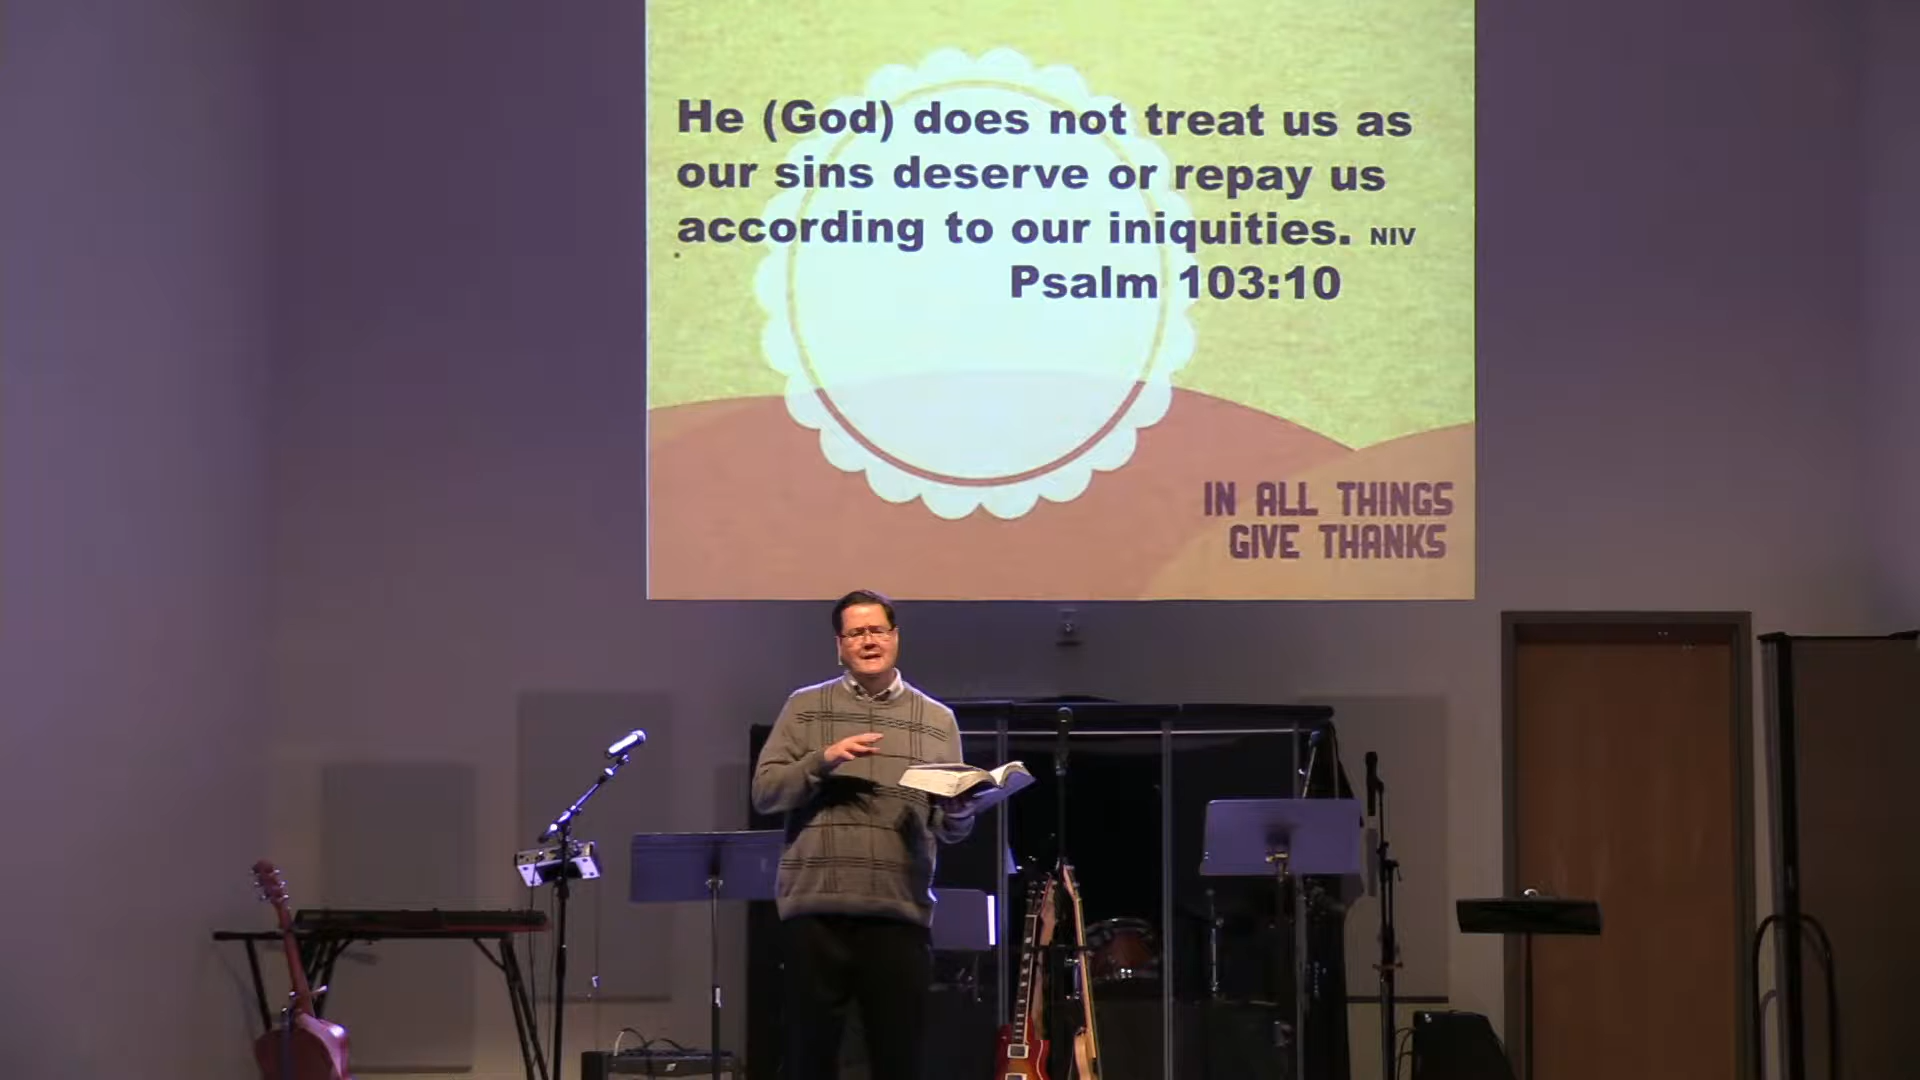 He (God) does not treat us as
our sins deserve or repay us
according to our iniquities. NIV
Psalm 103:10
IN ALL THINGS
GIVE THANKS